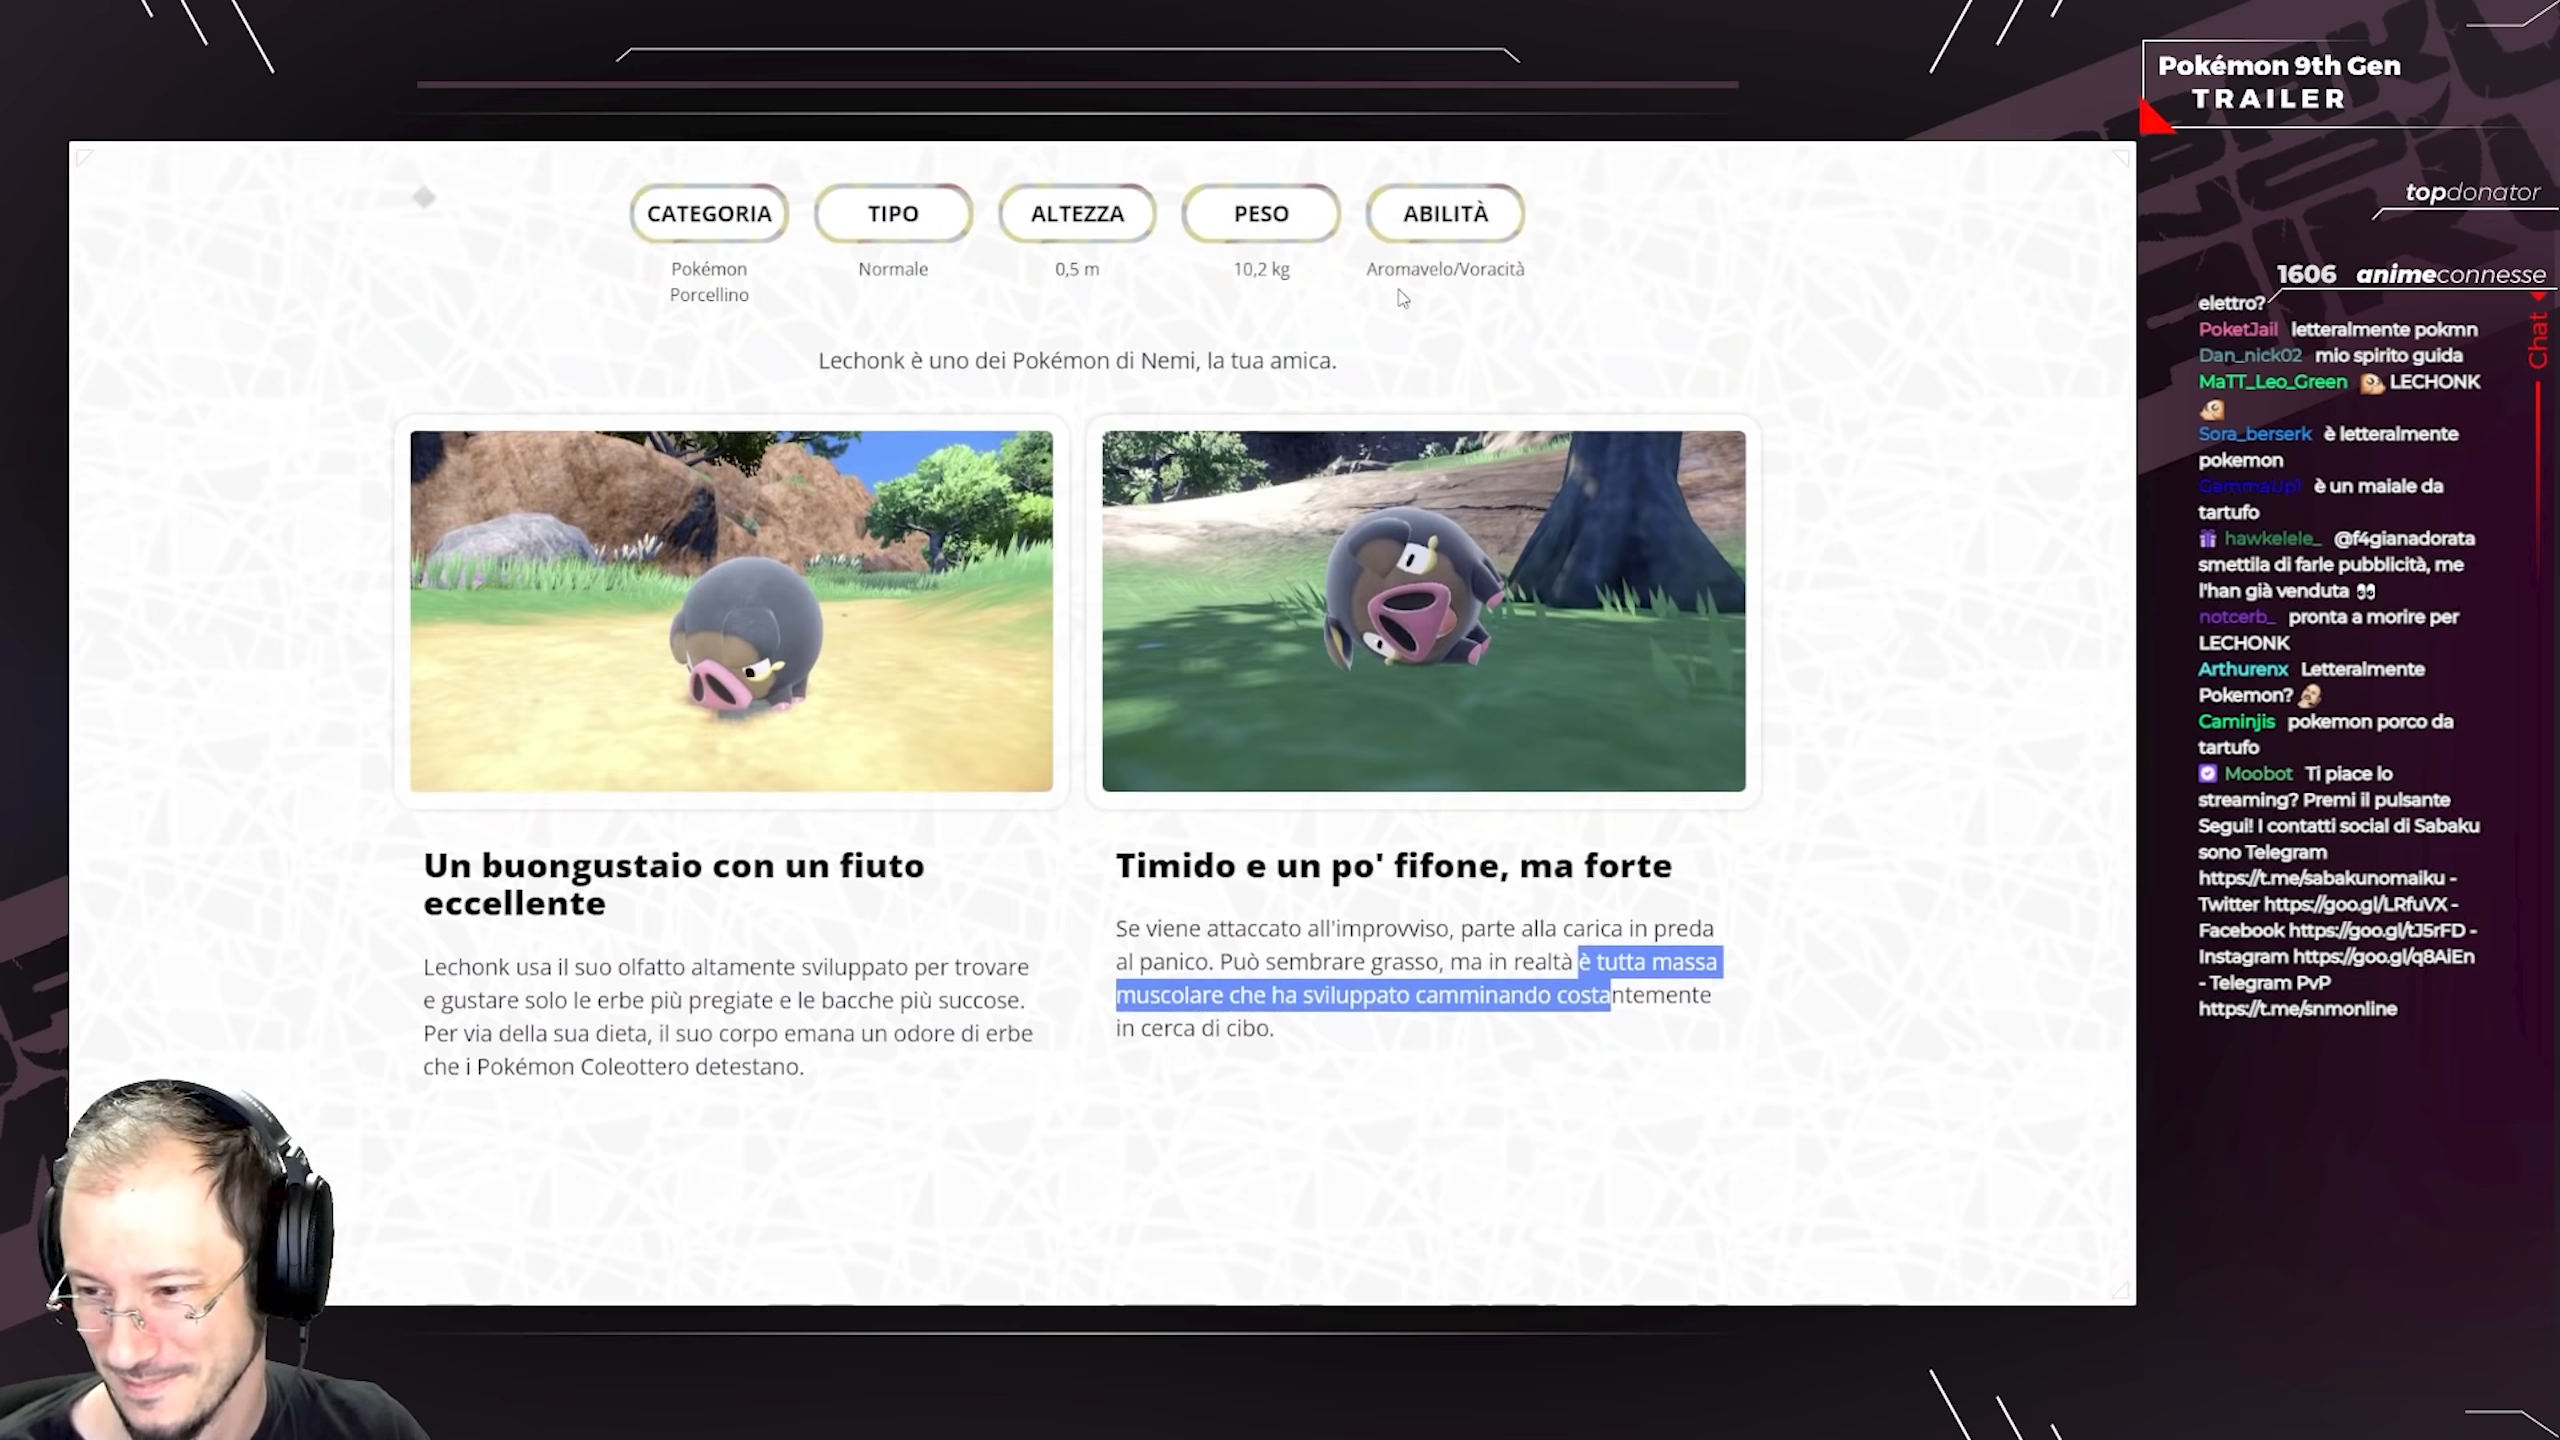 Pokémon 9th Gen
TRAILER
topdonator
1606 animeconnesse
CATEGORIA
TIPO
ALTEZZA
PESO
ABILITÀ
Pokémon
Porcellino
Normale
0,5 m
10,2 kg
Aromavelo/Voracità
Lechonk è uno dei Pokémon di Nemi, la tua amica.
Un buongustaio con un fiuto
eccellente
Lechonk usa il suo olfatto altamente sviluppato per trovare
e gustare solo le erbe più pregiate e le bacche più succose.
Per via della sua dieta, il suo corpo emana un odore di erbe
che i Pokémon Coleottero detestano.
Timido e un po' fifone, ma forte
Se viene attaccato all'improvviso, parte alla carica in preda
al panico. Può sembrare grasso, ma in realtà è tutta massa
muscolare che ha sviluppato camminando costantemente
in cerca di cibo.
Chat
elettro?
PoketJail letteralmente pokmn
Dan_nick02 mio spirito guida
MaTT_Leo_Green LECHONK
Sora_berserk è letteralmente
pokemon
GammaUp1 è un maiale da
tartufo
hawkelele_ @f4gianadorata
smettila di farle pubblicità, me
l'han già venduta
notcerb_ pronta a morire per
LECHONK
Arthurenx Letteralmente
Pokemon?
Caminjis pokemon porco da
tartufo
Moobot Ti piace lo
streaming? Premi il pulsante
Segui! I contatti social di Sabaku
sono Telegram
https://t.me/sabakunomaiku -
Twitter https://goo.gl/LRfuVX -
Facebook https://goo.gl/tJ5rFD -
Instagram https://goo.gl/q8AiEn
- Telegram PvP
https://t.me/snmonline